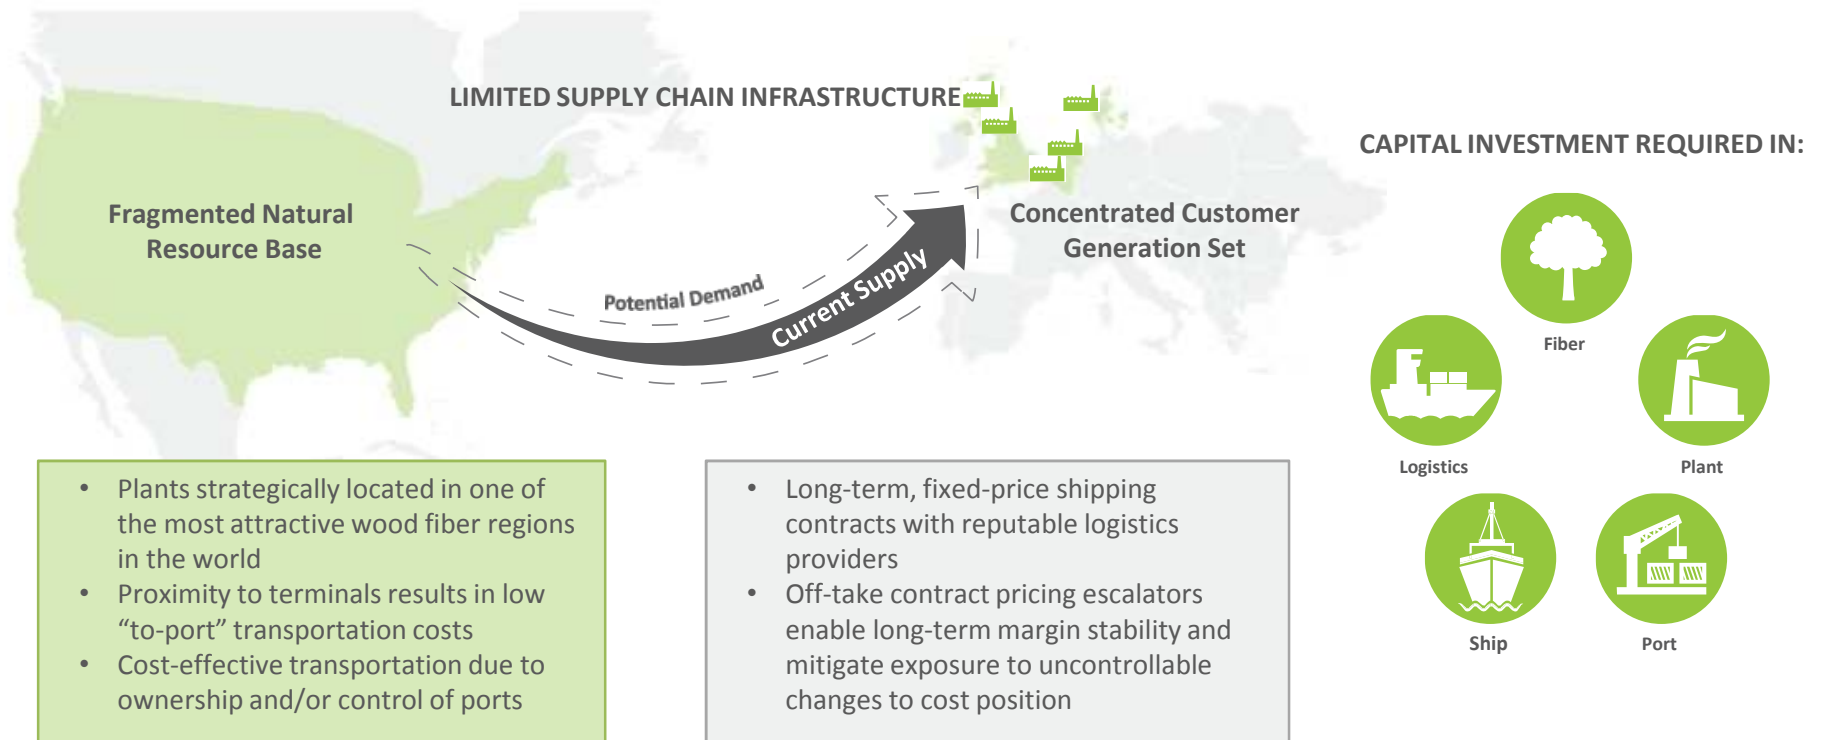 LIMITED SUPPLY CHAIN INFRASTRUCTURE
Fragmented Natural
Resource Base
Potential Demand
Current Supply
Concentrated Customer
Generation Set
• Plants strategically located in one of
the most attractive wood fiber regions
in the world
• Proximity to terminals results in low
“to-port” transportation costs
• Cost-effective transportation due to
ownership and/or control of ports
• Long-term, fixed-price shipping
contracts with reputable logistics
providers
• Off-take contract pricing escalators
enable long-term margin stability and
mitigate exposure to uncontrollable
changes to cost position
CAPITAL INVESTMENT REQUIRED IN:
Fiber
Logistics
Plant
Ship
Port